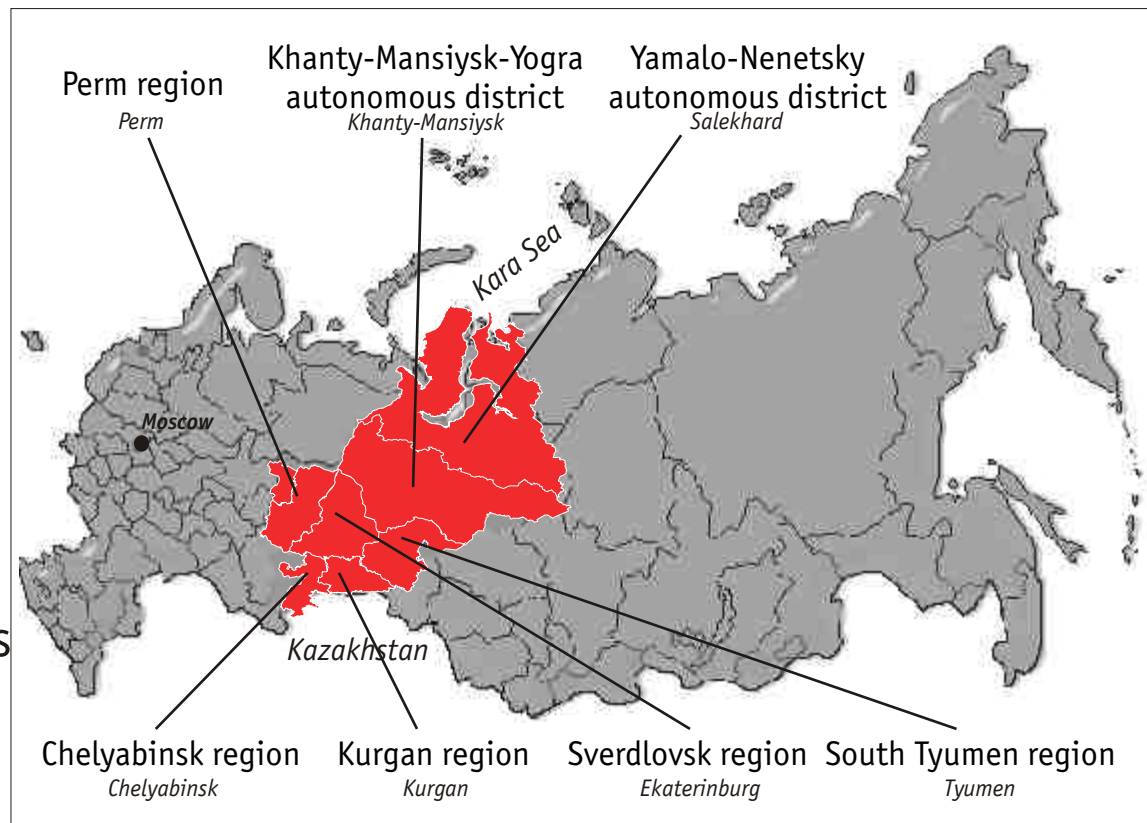 Perm region
Perm
Khanty-Mansiysk-Yogra
autonomous district
Khanty-Mansiysk
Yamalo-Nenetsky
autonomous district
Salekhard
Kara Sea
Moscow
s
Kazakhstan
Chelyabinsk region
Chelyabinsk
Kurgan region
Kurgan
Sverdlovsk region
Ekaterinburg
South Tyumen region
Tyumen